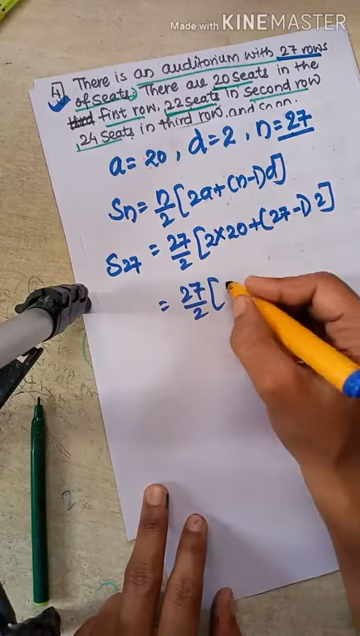 Made with KINEMASTER
4) There is an auditorium with 27 rows
of seats. There are 20 Seats in the
third first row, 22 seats in second row
, 24 seats in third row, and so on.
a = 20, d = 2, n = 27
Sn = n/2 [2a+(n-1)d]
S27 = 27/2 [2×20+(27-1)2]
= 27/2 [